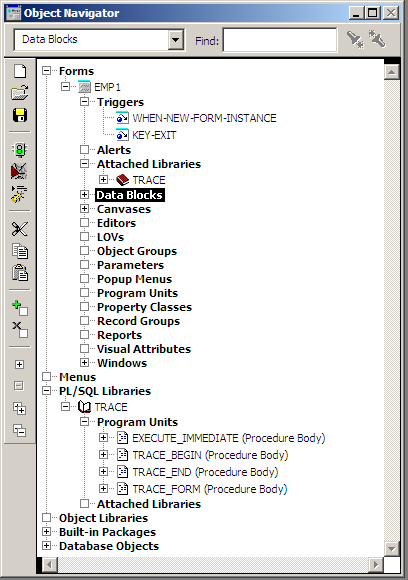 Object Navigator
Data Blocks
Find:
Forms
EMP1
Triggers
WHEN-NEW-FORM-INSTANCE
KEY-EXIT
Alerts
Attached Libraries
TRACE
Data Blocks
Canvases
Editors
LOVs
Object Groups
Parameters
Popup Menus
Program Units
Property Classes
Record Groups
Reports
Visual Attributes
Windows
Menus
PL/SQL Libraries
TRACE
Program Units
EXECUTE_IMMEDIATE (Procedure Body)
TRACE_BEGIN (Procedure Body)
TRACE_END (Procedure Body)
TRACE_FORM (Procedure Body)
Attached Libraries
Object Libraries
Built-in Packages
Database Objects